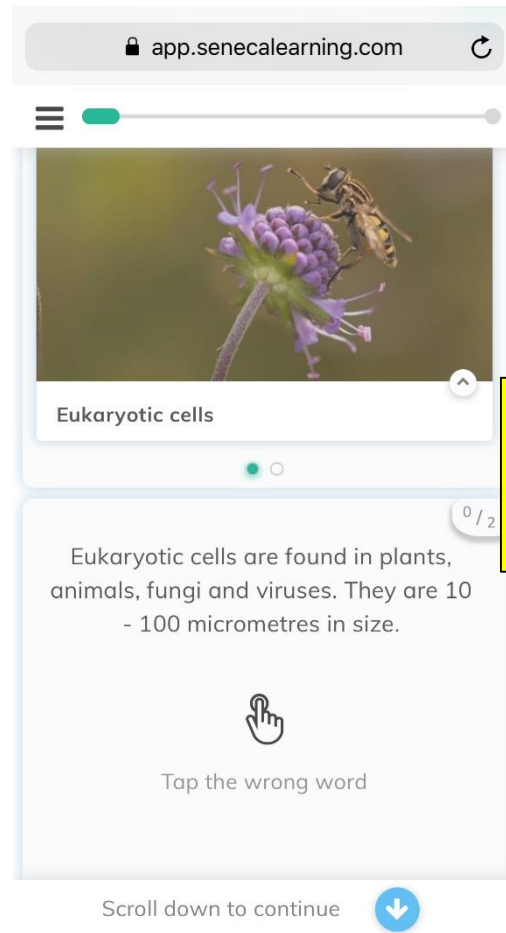 app.senecalearning.com
Eukaryotic cells
0 / 2
Eukaryotic cells are found in plants,
animals, fungi and viruses. They are 10
- 100 micrometres in size.
Tap the wrong word
Scroll down to continue